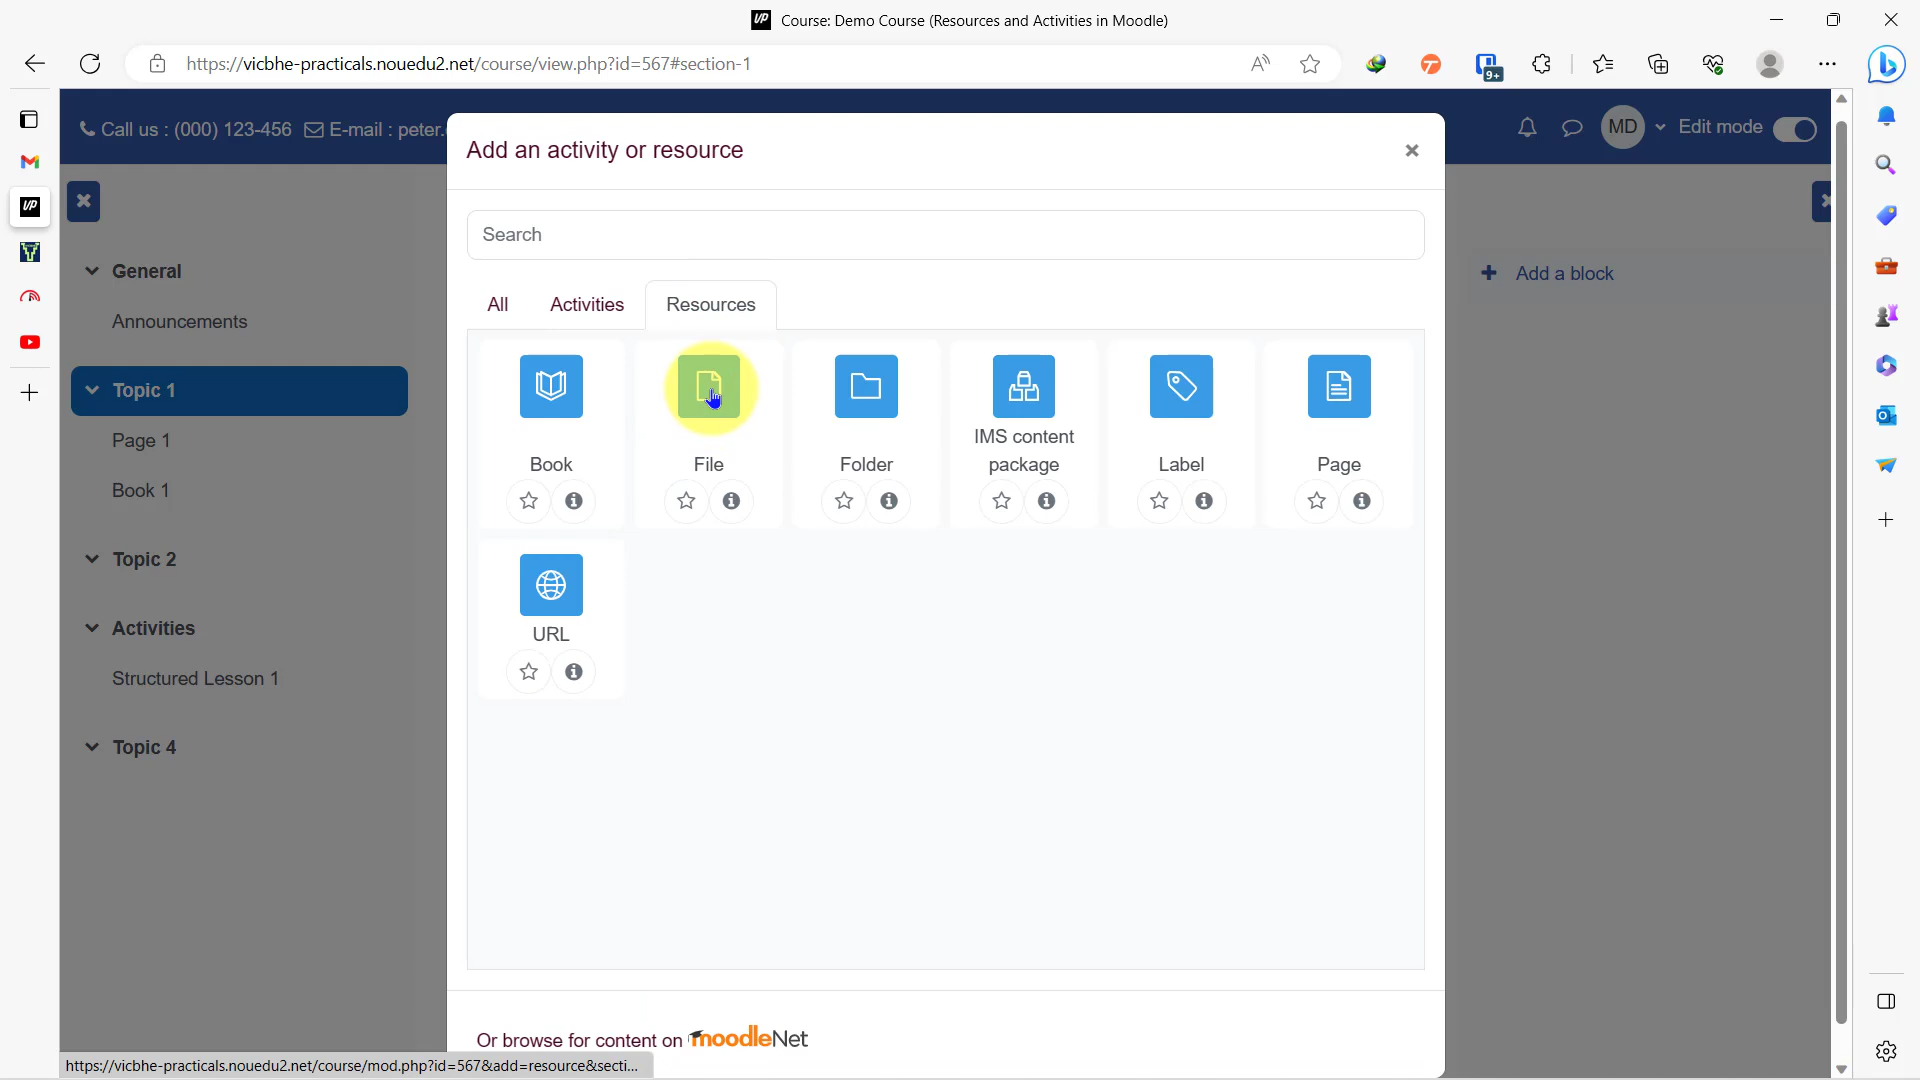 Course: Demo Course (Resources and Activities in Moodle)
https://vicbhe-practicals.nouedu2.net/course/view.php?id=567#section-1
9+
Call us : (000) 123-456 E-mail : peter.
MD Edit mode
Add an activity or resource
Search
General
All Activities Resources
Add a block
Announcements
Topic 1
Page 1
Book 1
Book File Folder IMS content package Label Page
Topic 2
Activities
URL
Structured Lesson 1
Topic 4
Or browse for content on moodleNet
https://vicbhe-practicals.nouedu2.net/course/mod.php?id=567&add=resource&secti...